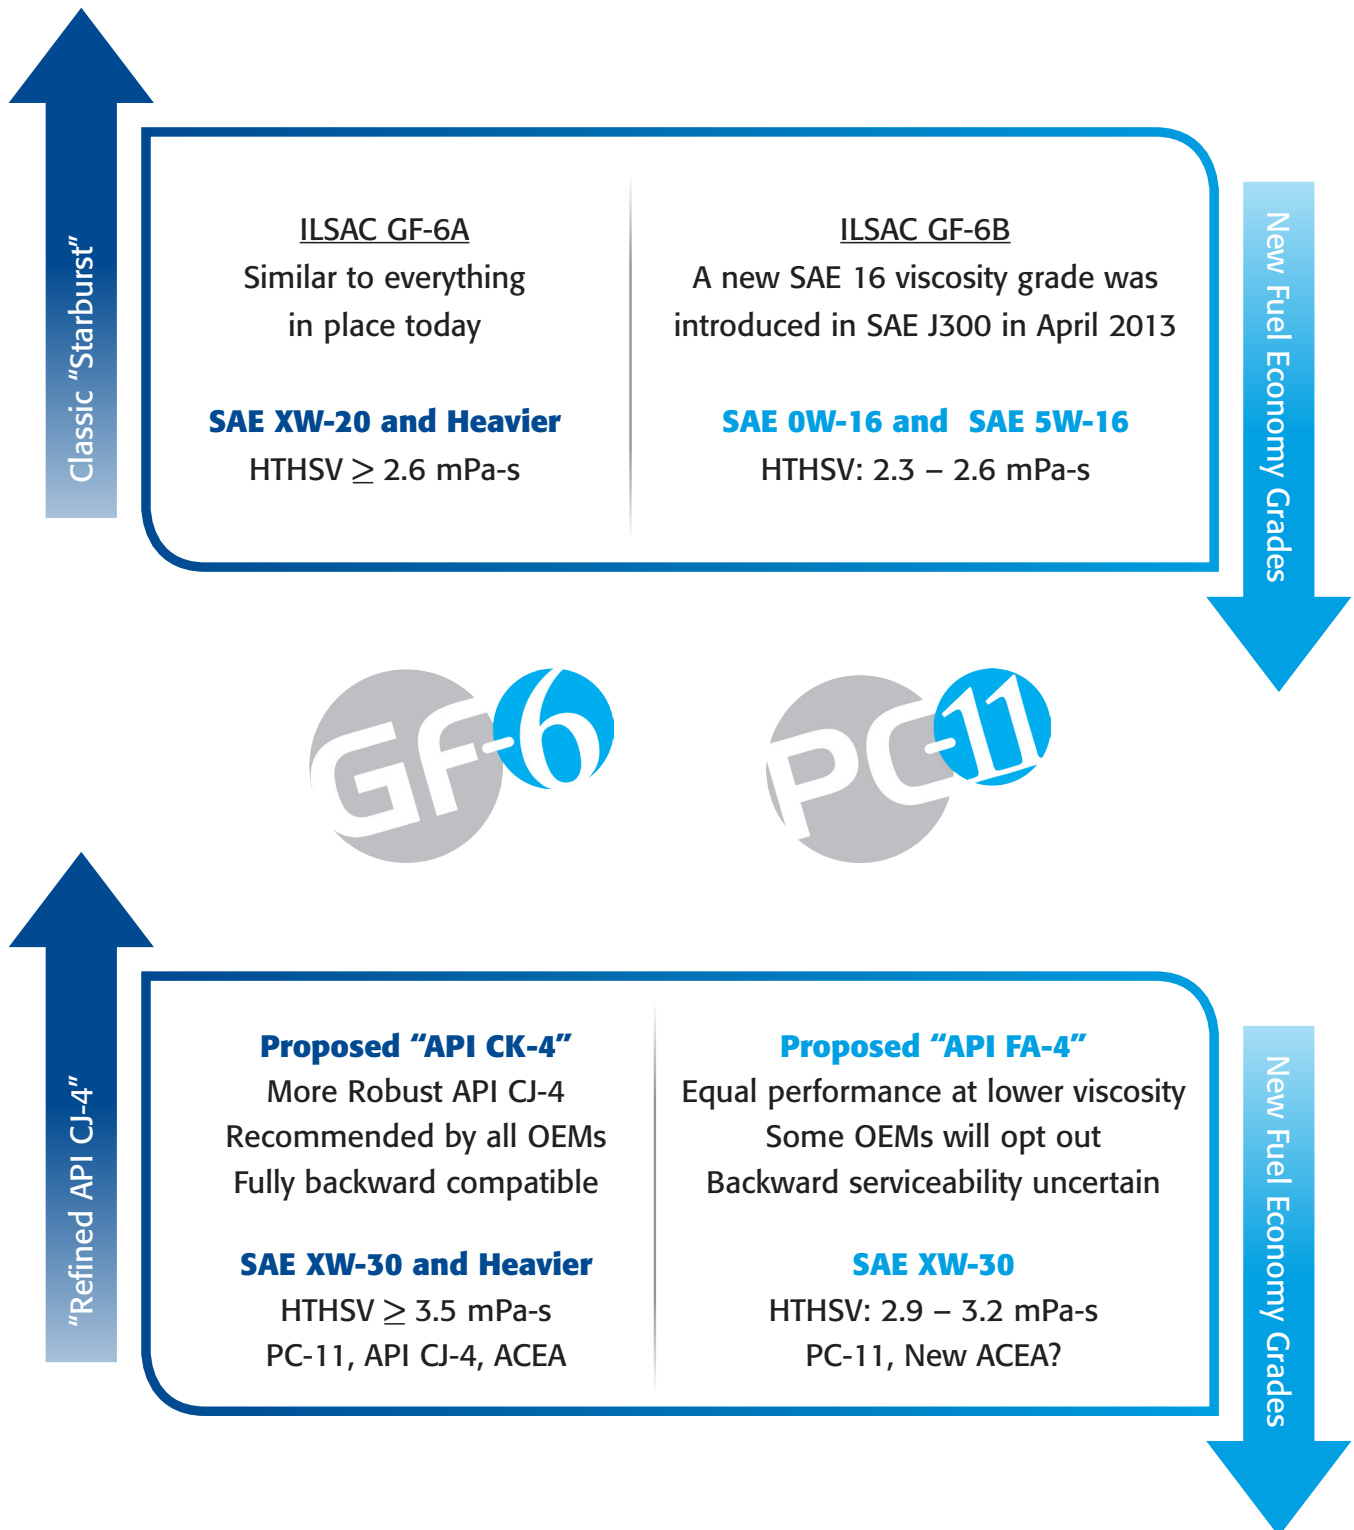 Classic "Starburst"
ILSAC GF-6A
Similar to everything
in place today
SAE XW-20 and Heavier
HTHSV ≥ 2.6 mPa-s
ILSAC GF-6B
A new SAE 16 viscosity grade was
introduced in SAE J300 in April 2013
SAE 0W-16 and SAE 5W-16
HTHSV: 2.3 – 2.6 mPa-s
New Fuel Economy Grades
GF-6
PC-11
"Refined API CJ-4"
Proposed “API CK-4”
More Robust API CJ-4
Recommended by all OEMs
Fully backward compatible
SAE XW-30 and Heavier
HTHSV ≥ 3.5 mPa-s
PC-11, API CJ-4, ACEA
Proposed “API FA-4”
Equal performance at lower viscosity
Some OEMs will opt out
Backward serviceability uncertain
SAE XW-30
HTHSV: 2.9 – 3.2 mPa-s
PC-11, New ACEA?
New Fuel Economy Grades